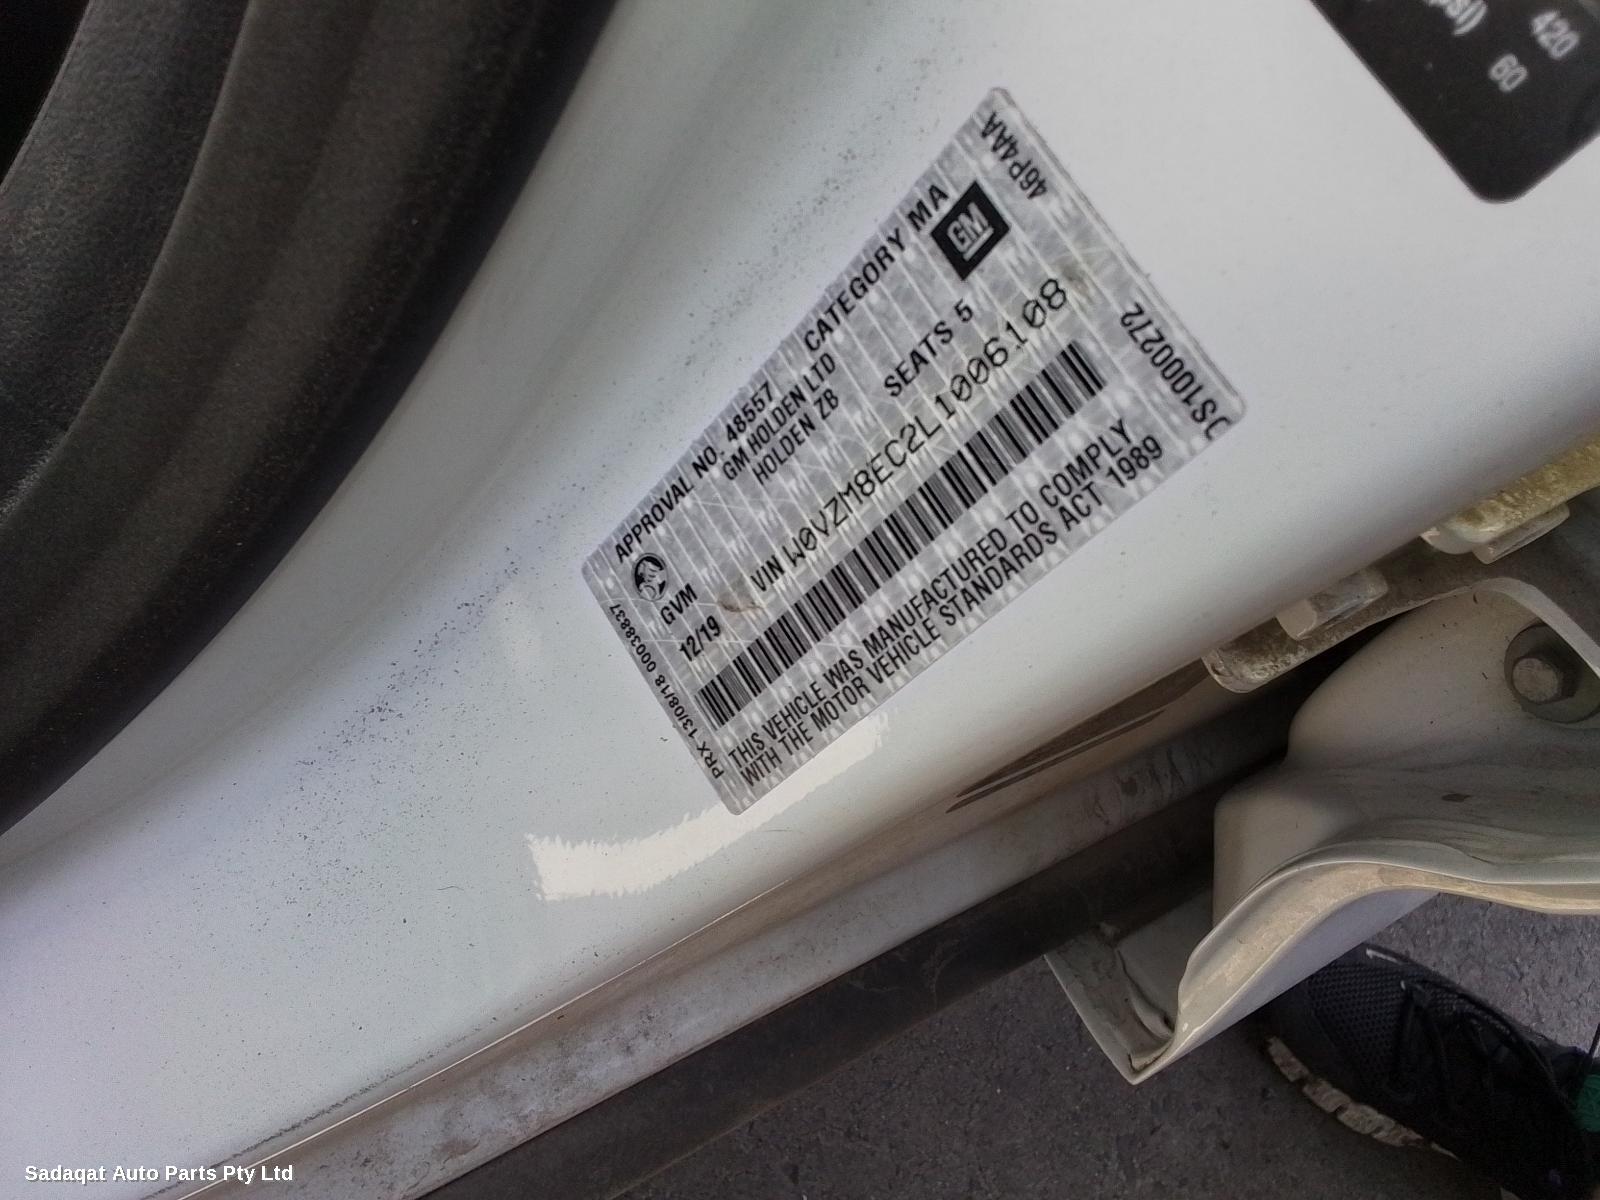 APPROVAL NO. 48557 CATEGORY MA
GM HOLDEN LTD
HOLDEN ZB
46P4AA
GM
GVM
SEATS 5
12/19
VIN W0VZM8EC2L1006108
THIS VEHICLE WAS MANUFACTURED TO COMPLY
WITH THE MOTOR VEHICLE STANDARDS ACT 1989
PRX 13/08/18 00038837
JS1000272
psi)
420
60
Sadaqat Auto Parts Pty Ltd